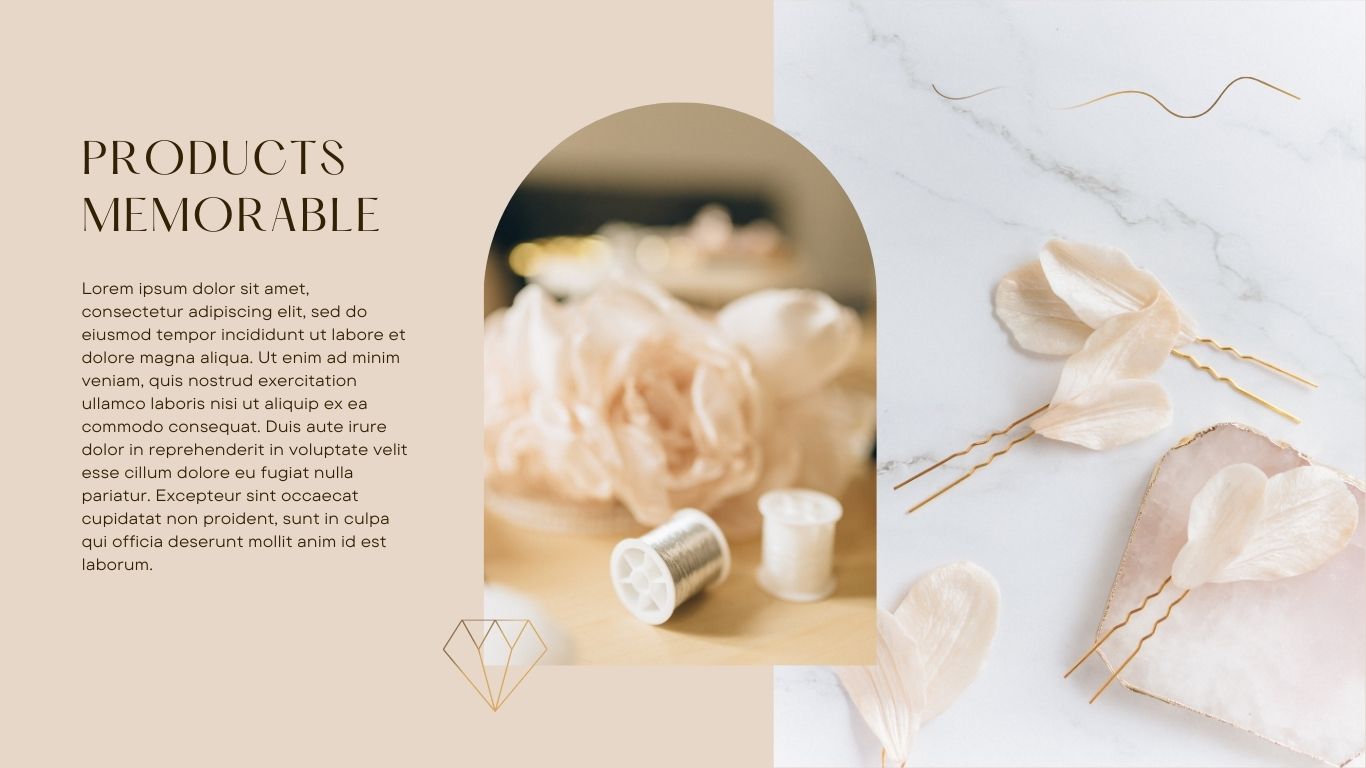 PRODUCTS
MEMORABLE
Lorem ipsum dolor sit amet,
consectetur adipiscing elit, sed do
eiusmod tempor incididunt ut labore et
dolore magna aliqua. Ut enim ad minim
veniam, quis nostrud exercitation
ullamco laboris nisi ut aliquip ex ea
commodo consequat. Duis aute irure
dolor in reprehenderit in voluptate velit
esse cillum dolore eu fugiat nulla
pariatur. Excepteur sint occaecat
cupidatat non proident, sunt in culpa
qui officia deserunt mollit anim id est
laborum.